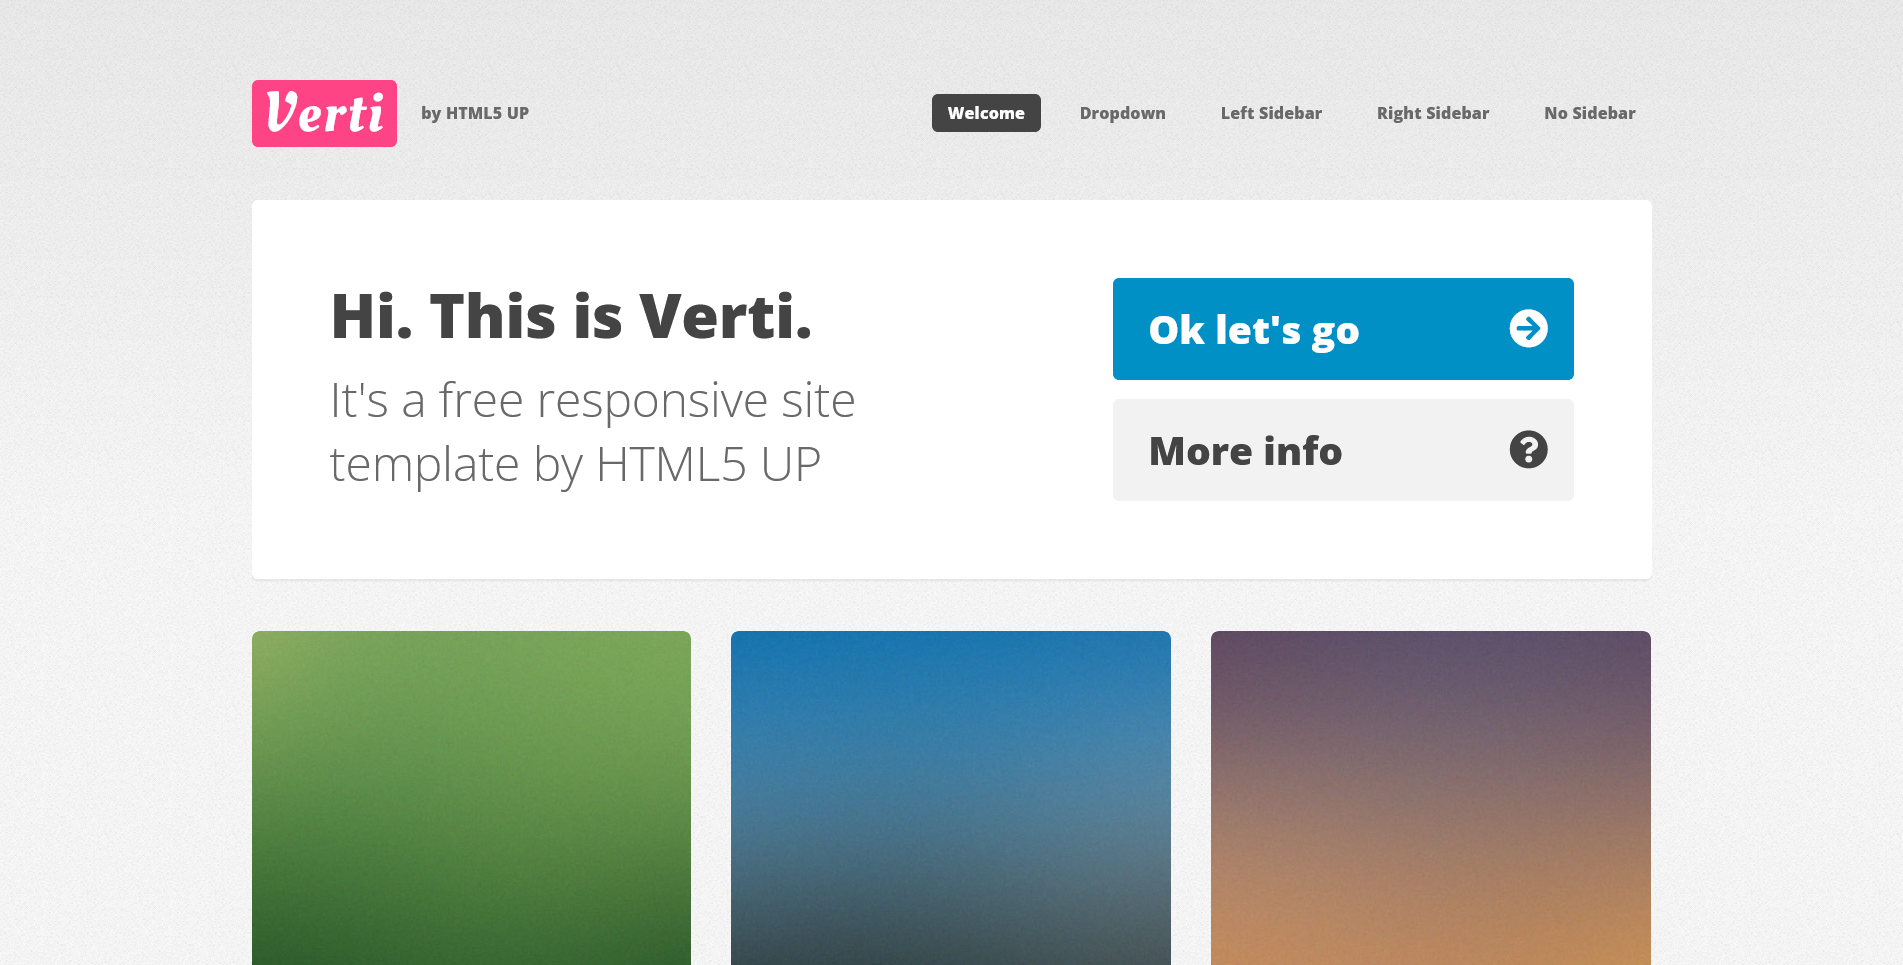 Verti
by HTML5 UP
Welcome
Dropdown
Left Sidebar
Right Sidebar
No Sidebar
Hi. This is Verti.
It's a free responsive site
template by HTML5 UP
Ok let's go
More info